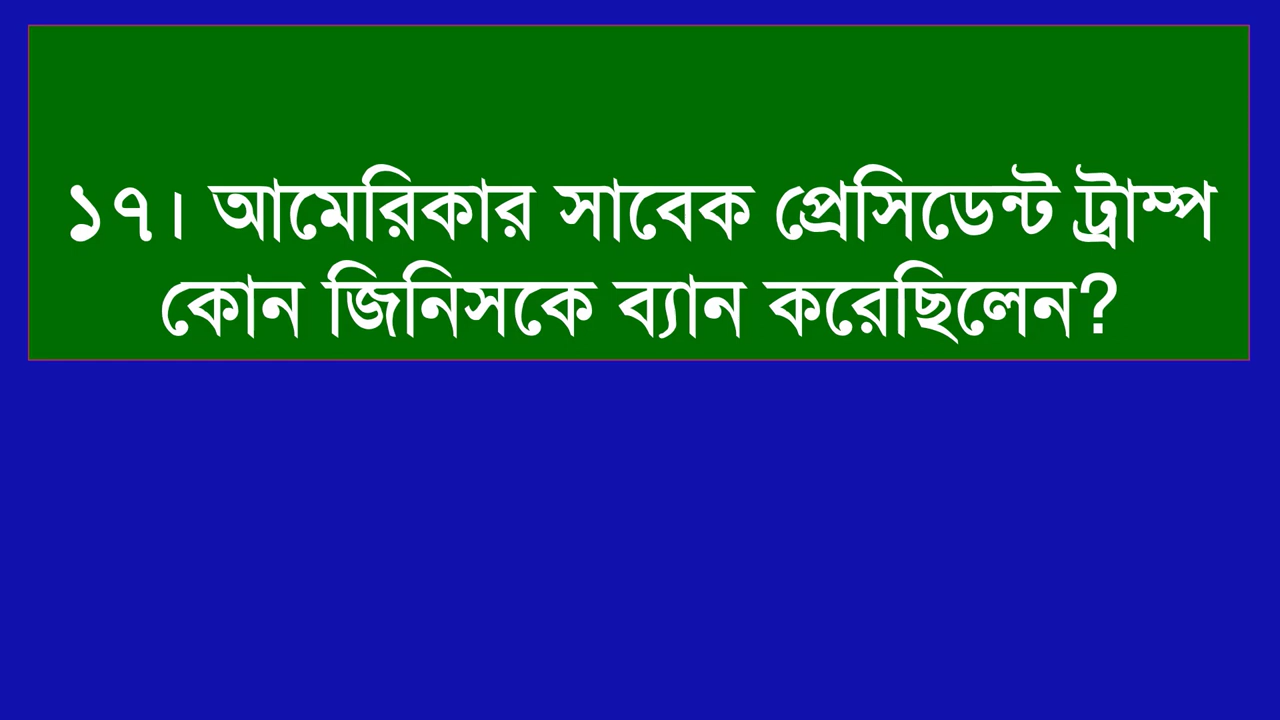 ১৭। আমেরিকার সাবেক প্রেসিডেন্ট ট্রাম্প
কোন জিনিসকে ব্যান করেছিলেন?